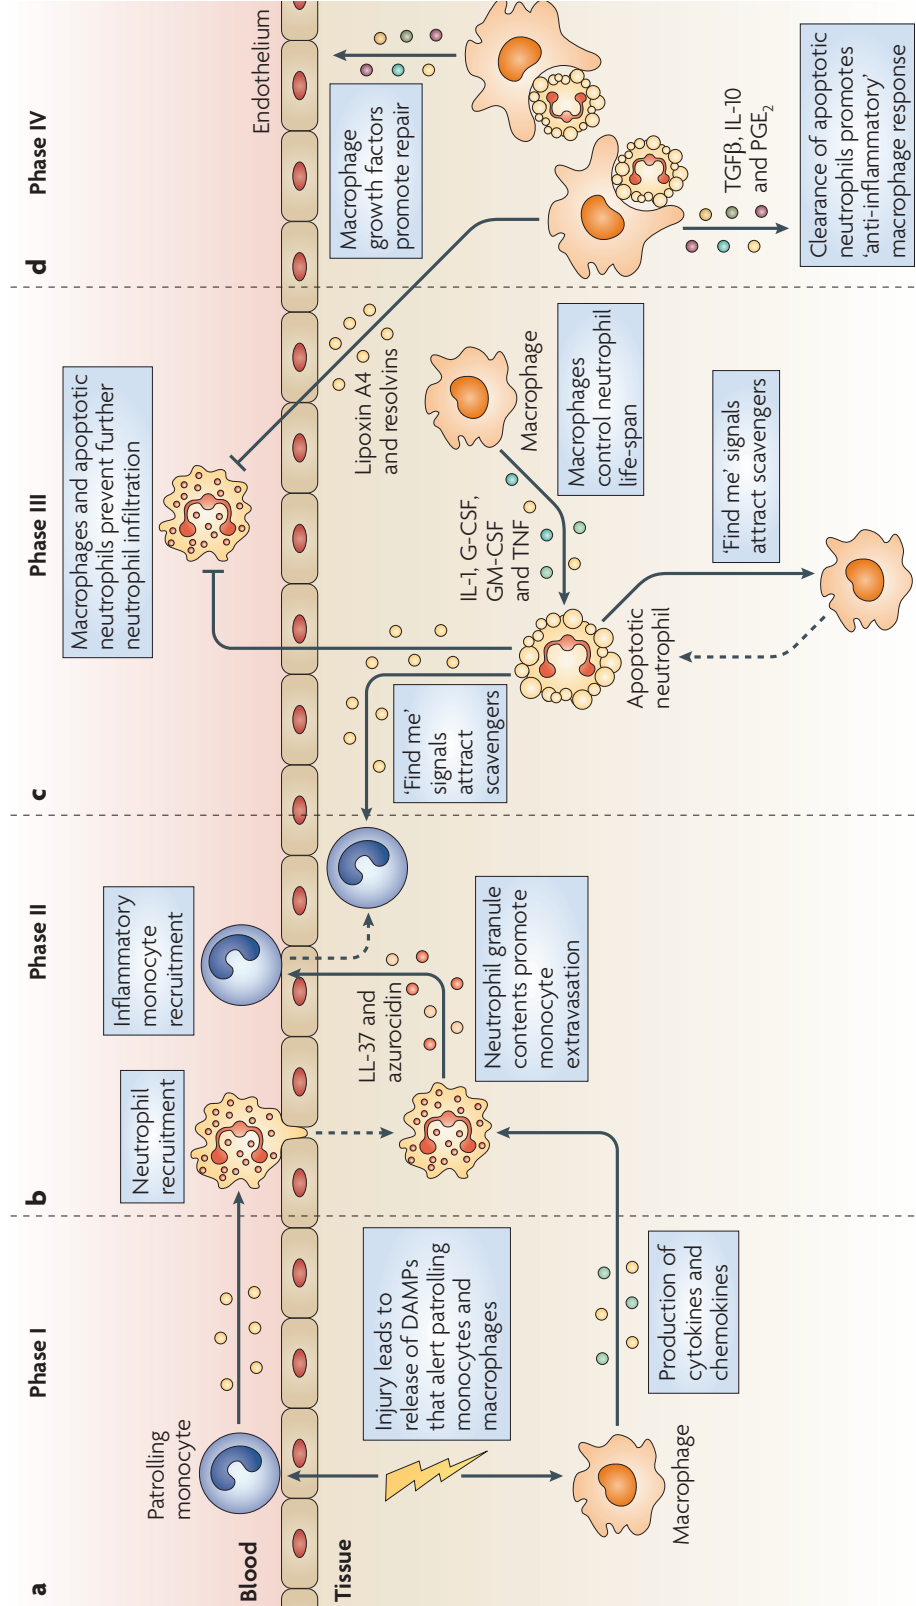 a
Phase I
Patrolling
monocyte
Blood
Tissue
Injury leads to
release of DAMPs
that alert patrolling
monocytes and
macrophages
Macrophage
Production of
cytokines and
chemokines
b
Phase II
Neutrophil
recruitment
Inflammatory
monocyte
recruitment
LL-37 and
azurocidin
Neutrophil granule
contents promote
monocyte
extravasation
c
Phase III
Macrophages and apoptotic
neutrophils prevent further
neutrophil infiltration
‘Find me’
signals
attract
scavengers
Lipoxin A4
and resolvins
IL-1, G-CSF,
GM-CSF
and TNF
Macrophage
Macrophages
control neutrophil
life-span
Apoptotic
neutrophil
‘Find me’ signals
attract scavengers
d
Phase IV
Endothelium
Macrophage
growth factors
promote repair
TGFβ, IL-10
and PGE₂
Clearance of apoptotic
neutrophils promotes
‘anti-inflammatory’
macrophage response